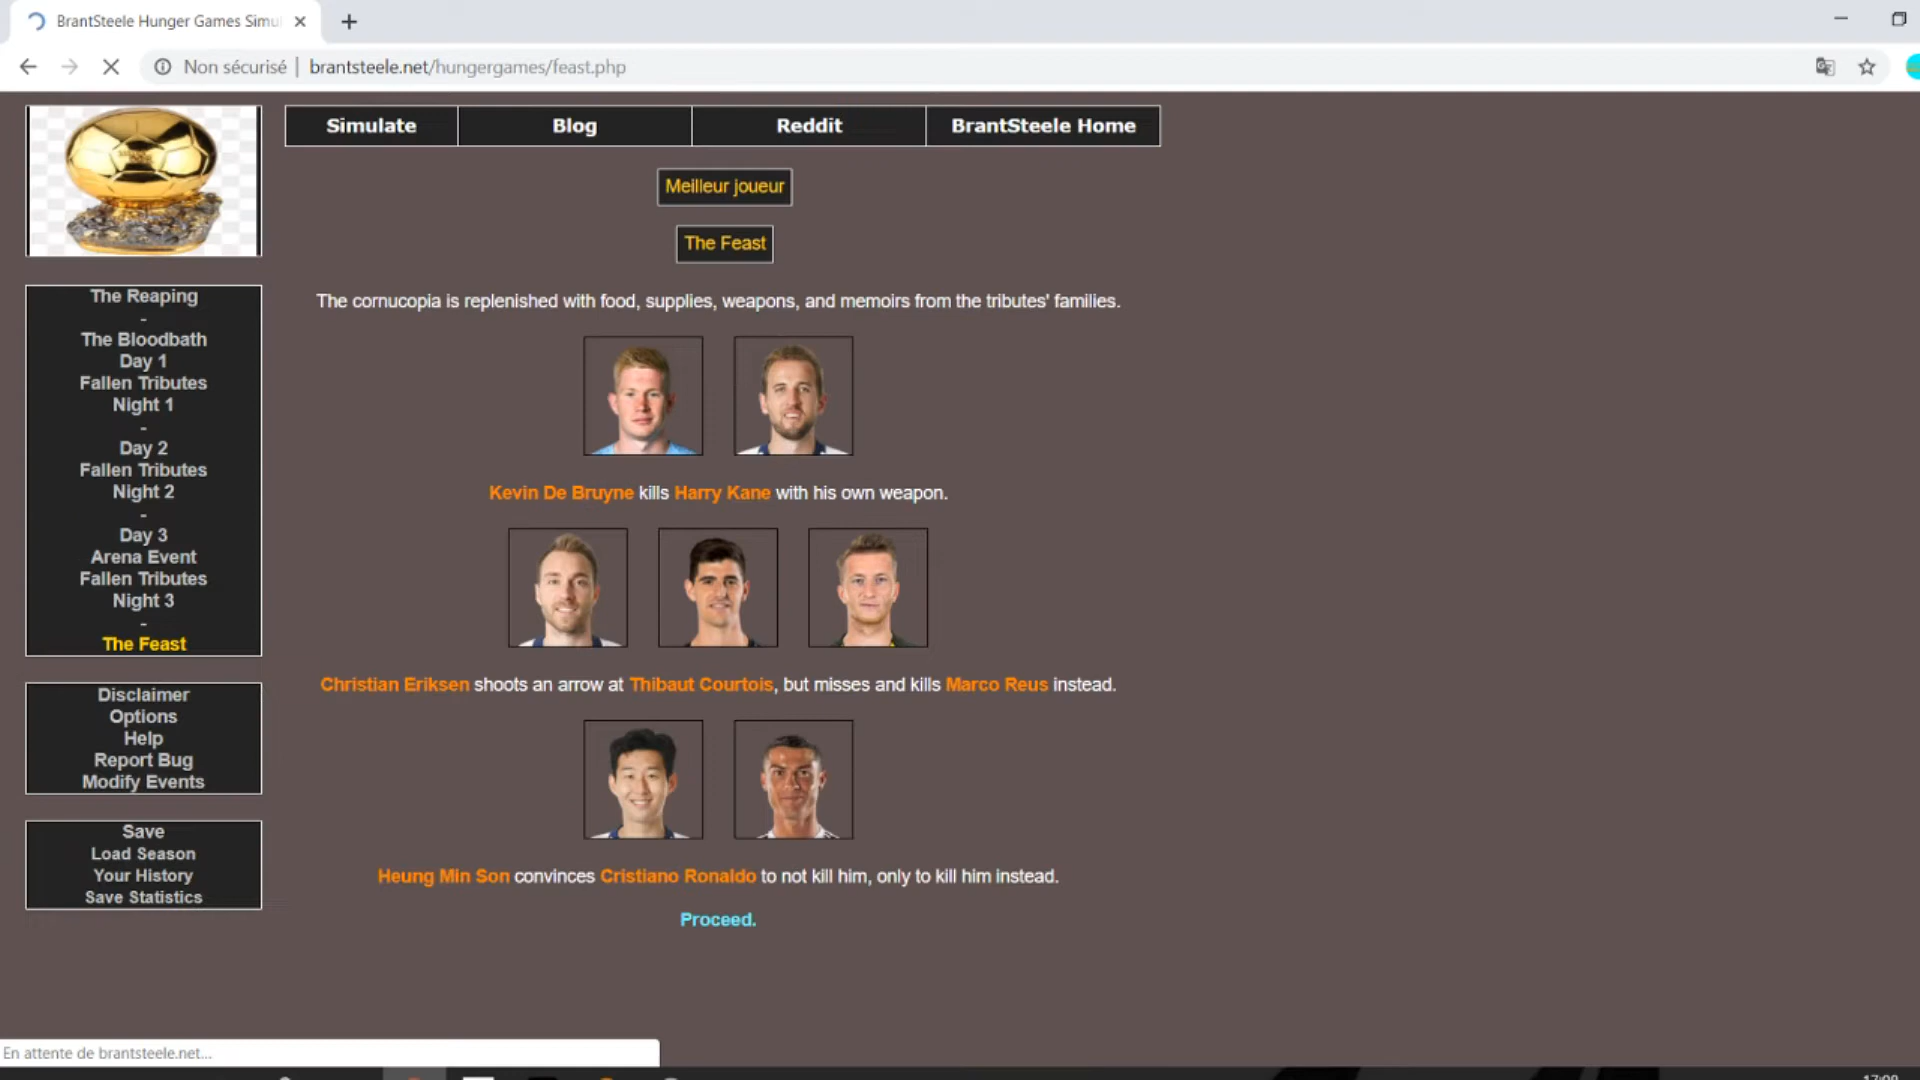 BrantSteele Hunger Games Simu
Non sécurisé | brantsteele.net/hungergames/feast.php
Simulate
Blog
Reddit
BrantSteele Home
Meilleur joueur
The Feast
The cornucopia is replenished with food, supplies, weapons, and memoirs from the tributes' families.
Kevin De Bruyne kills Harry Kane with his own weapon.
Christian Eriksen shoots an arrow at Thibaut Courtois, but misses and kills Marco Reus instead.
Heung Min Son convinces Cristiano Ronaldo to not kill him, only to kill him instead.
Proceed.
The Reaping
-
The Bloodbath
Day 1
Fallen Tributes
Night 1
-
Day 2
Fallen Tributes
Night 2
-
Day 3
Arena Event
Fallen Tributes
Night 3
-
The Feast
Disclaimer
Options
Help
Report Bug
Modify Events
Save
Load Season
Your History
Save Statistics
En attente de brantsteele.net...